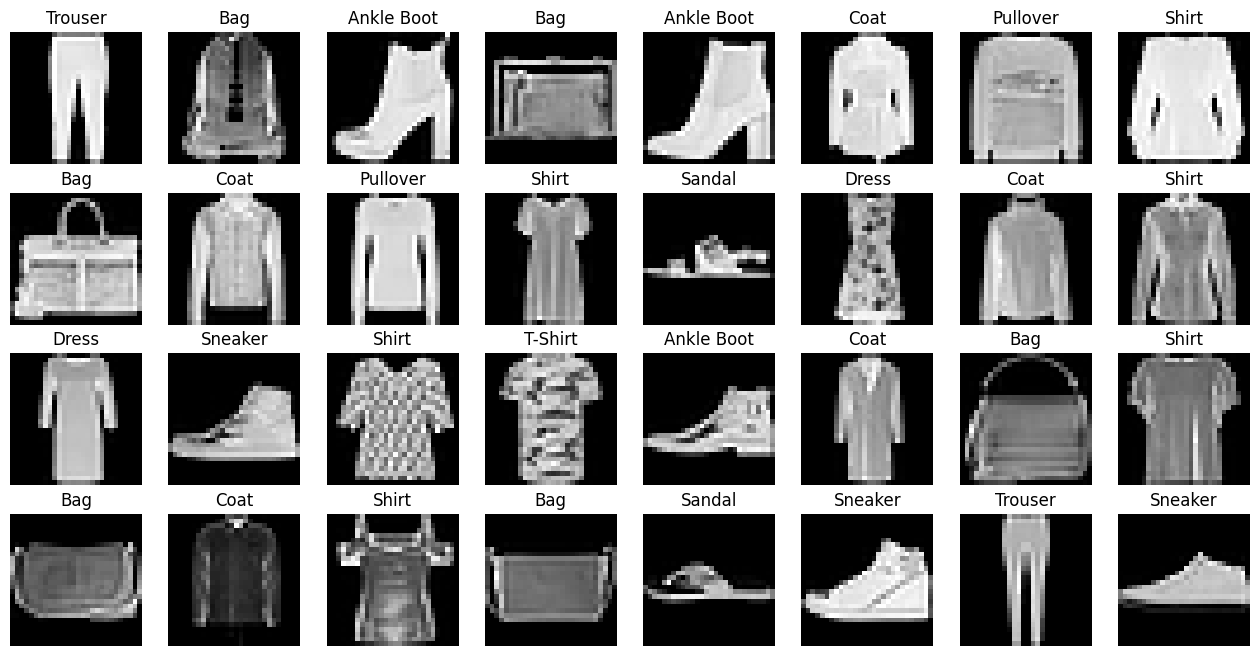 Trouser Bag Ankle Boot Bag Ankle Boot Coat Pullover Shirt
Bag Coat Pullover Shirt Sandal Dress Coat Shirt
Dress Sneaker Shirt T-Shirt Ankle Boot Coat Bag Shirt
Bag Coat Shirt Bag Sandal Sneaker Trouser Sneaker